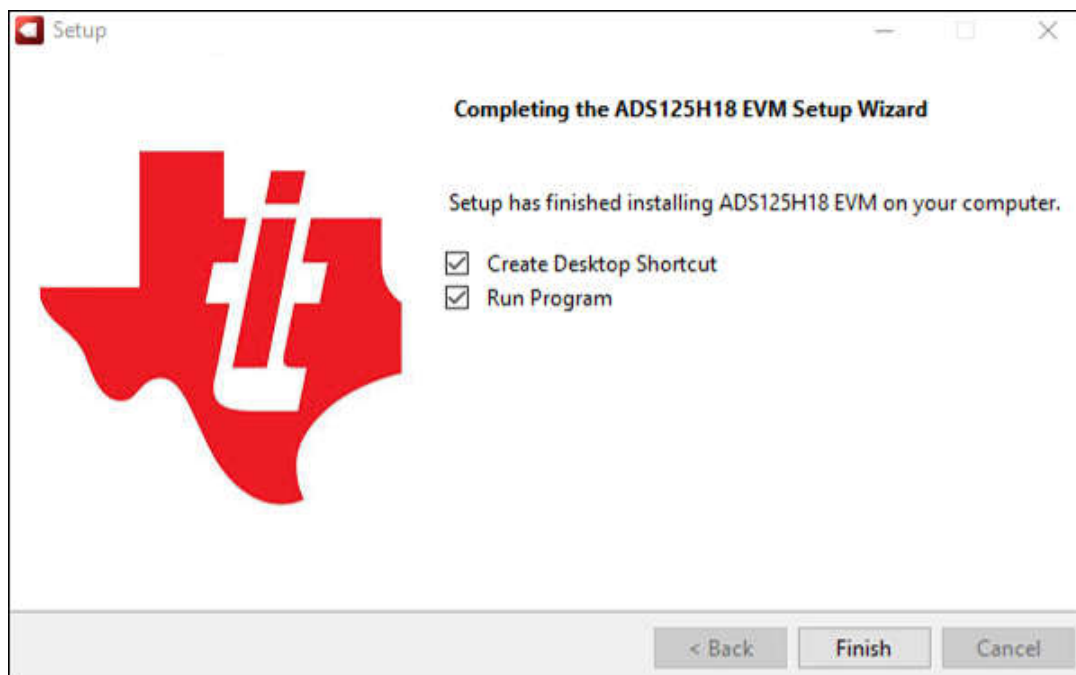 Setup
Completing the ADS125H18 EVM Setup Wizard
Setup has finished installing ADS125H18 EVM on your computer.
Create Desktop Shortcut
Run Program
< Back Finish Cancel